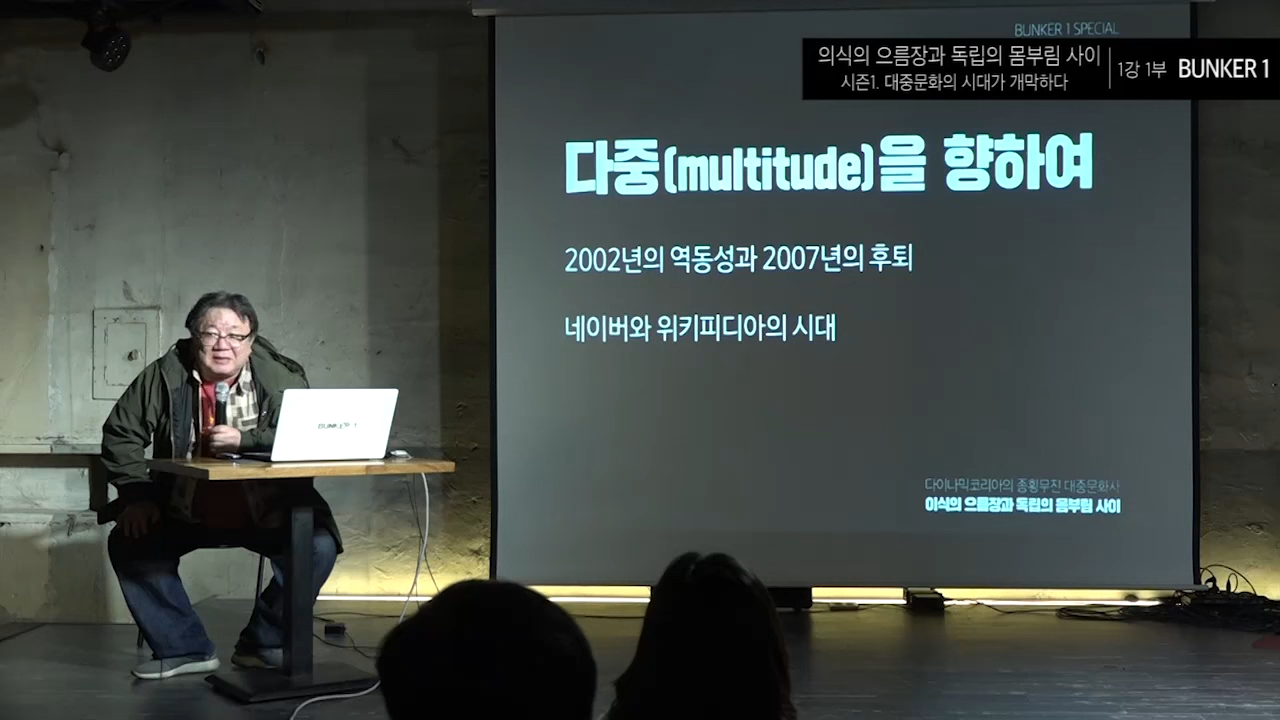 BUNKER 1 SPECIAL
의식의 으름장과 독립의 몸부림 사이
시즌1. 대중문화의 시대가 개막하다
1강 1부
BUNKER 1
다중(multitude)을 향하여
2002년의 역동성과 2007년의 후퇴
네이버와 위키피디아의 시대
BUNKER 1
다이나믹코리아의 종횡무진 대중문화사
의식의 으름장과 독립의 몸부림 사이